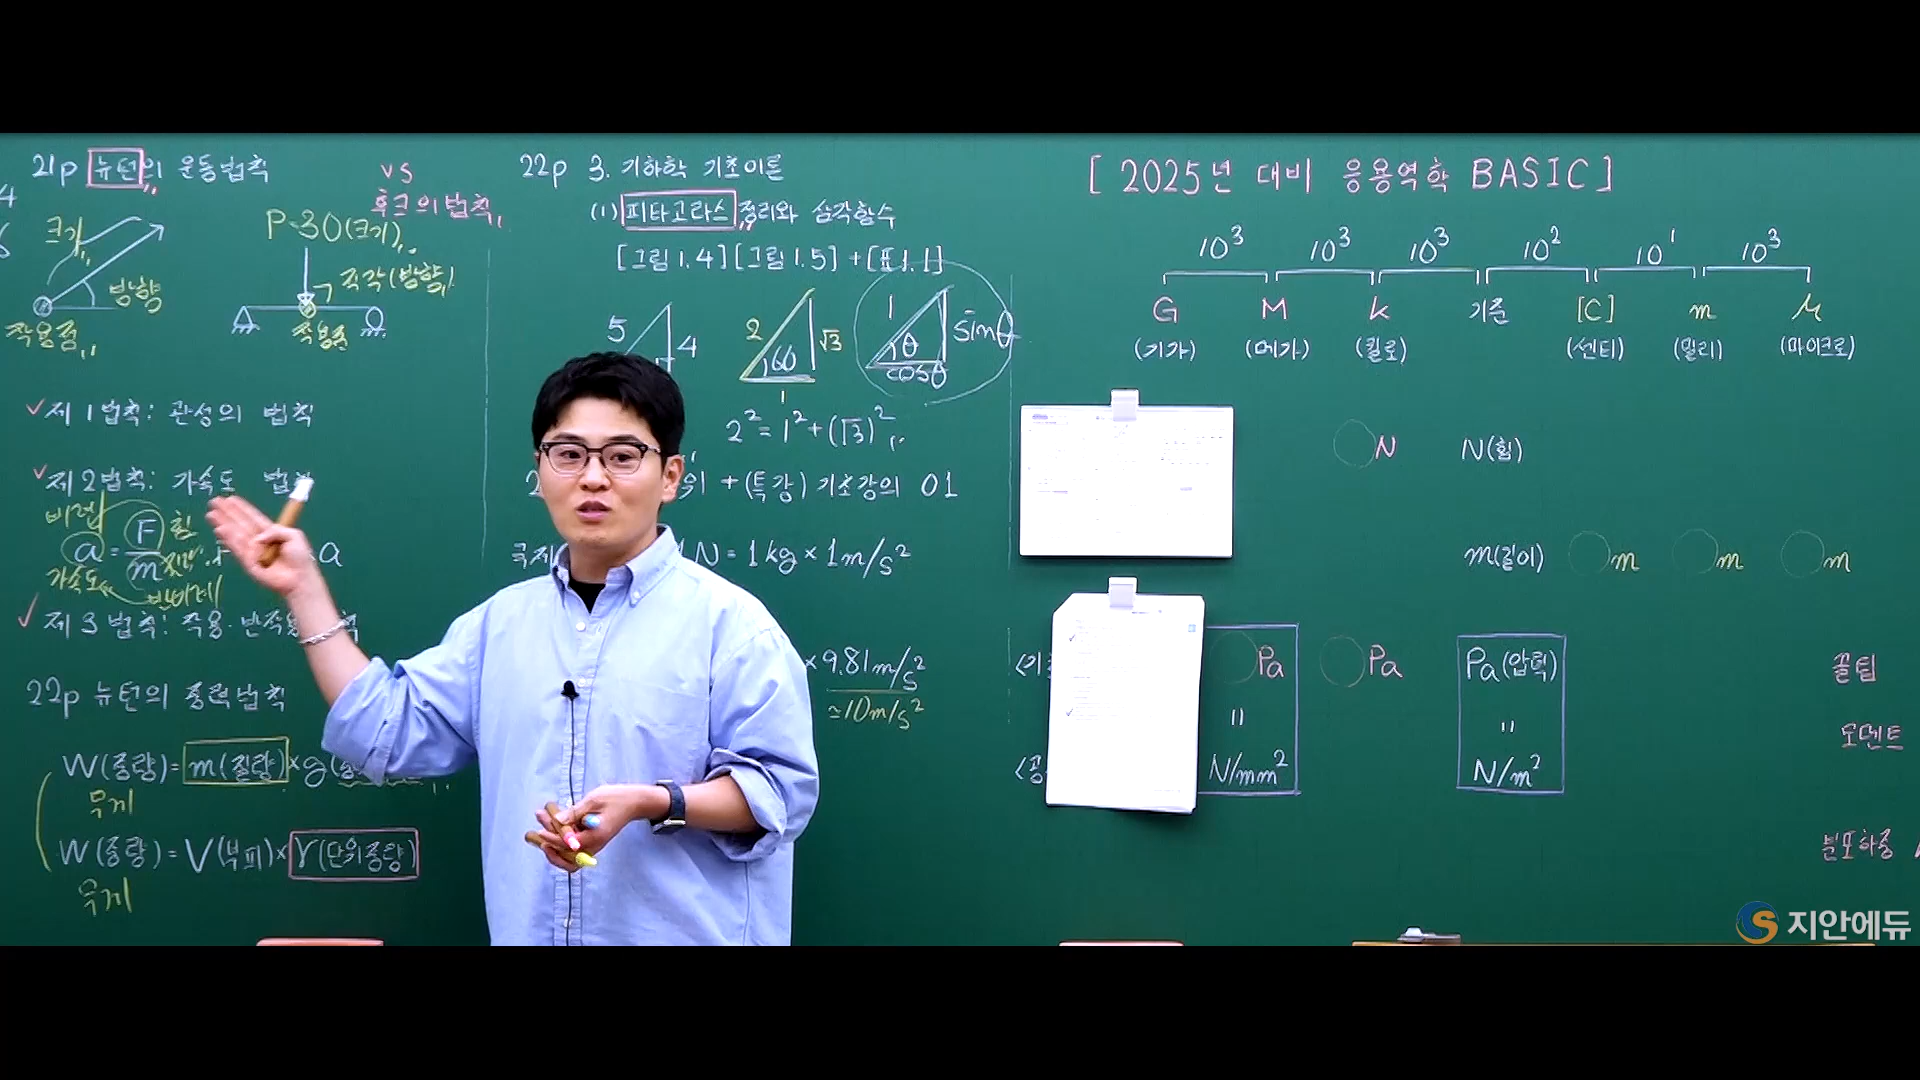 21p 뉴턴의 운동법칙
vs
후크의 법칙
크기
방향
작용점
P=30(크기)
직각(방향)
작용점
✓제 1법칙: 관성의 법칙
✓제 2법칙: 가속도 법칙
비례
a = F/m
힘
질량
가속도
반비례
a
✓제 3법칙: 작용·반작용
22p 뉴턴의 중력법칙
W(중량)= m(질량)×g
무게
W(중량)= V(부피)×γ(단위중량)
무게
22p 3. 기하학 기초이론
(1) 피타고라스 정리와 삼각함수
[그림 1.4][그림 1.5]+[표 1.1]
5
4
2
60
√3
1
1
θ
sinθ
cosθ
2²=1²+(√3)²
+(특강) 기초강의 01
국제
1N = 1kg × 1m/s²
× 9.81m/s²
≃10m/s²
[ 2025년 대비 응용역학 BASIC ]
10³ 10³ 10³ 10² 10¹ 10³
G M k 기준 [C] m μ
(기가) (메가) (킬로) (센티) (밀리) (마이크로)
N N(힘)
m(길이) m m m
Pa Pa Pa(압력)
= =
N/mm² N/m²
꿀팁
모멘트
분포하중
지안에듀